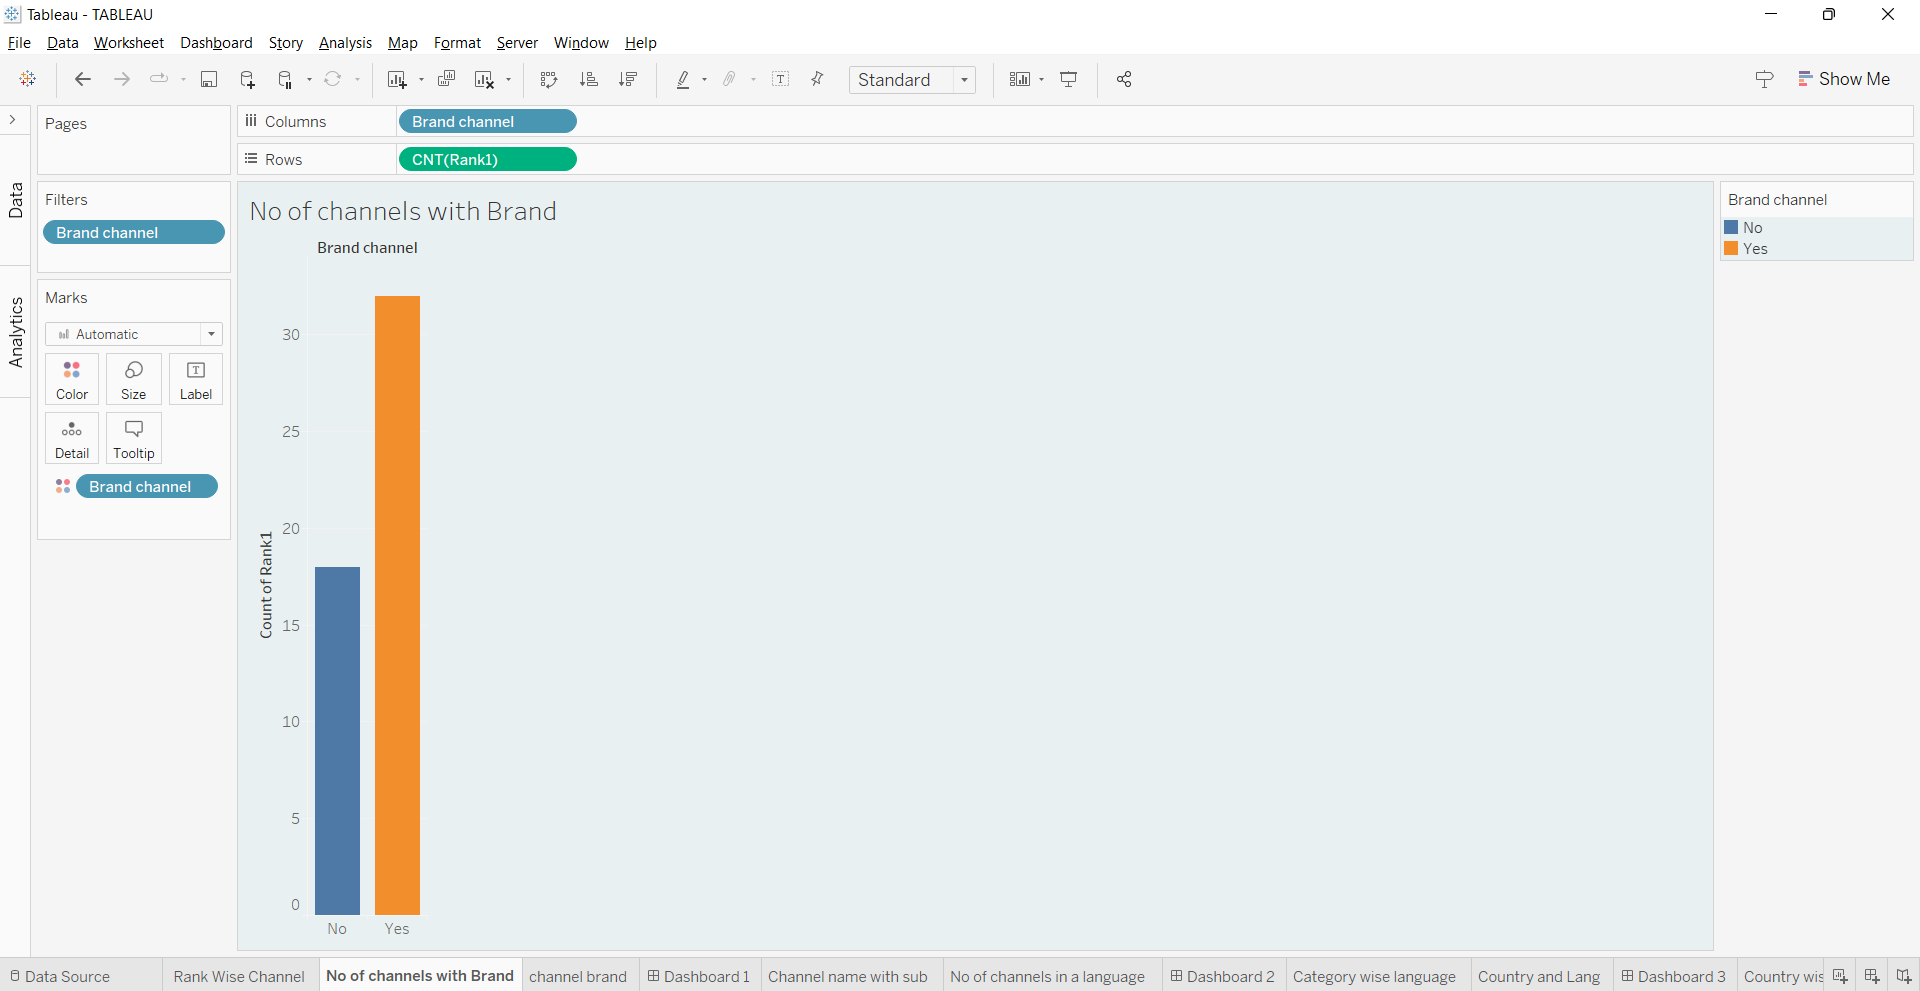 Tableau - TABLEAU
File Data Worksheet Dashboard Story Analysis Map Format Server Window Help
Standard
Show Me
Pages
Columns
Brand channel
Rows
CNT(Rank1)
Data
Analytics
Filters
Brand channel
Marks
Automatic
Color Size Label
Detail Tooltip
Brand channel
No of channels with Brand
Brand channel
Count of Rank1
30
25
20
15
10
5
0
No Yes
Brand channel
No
Yes
Data Source Rank Wise Channel No of channels with Brand channel brand Dashboard 1 Channel name with sub No of channels in a language Dashboard 2 Category wise language Country and Lang Dashboard 3 Country wis